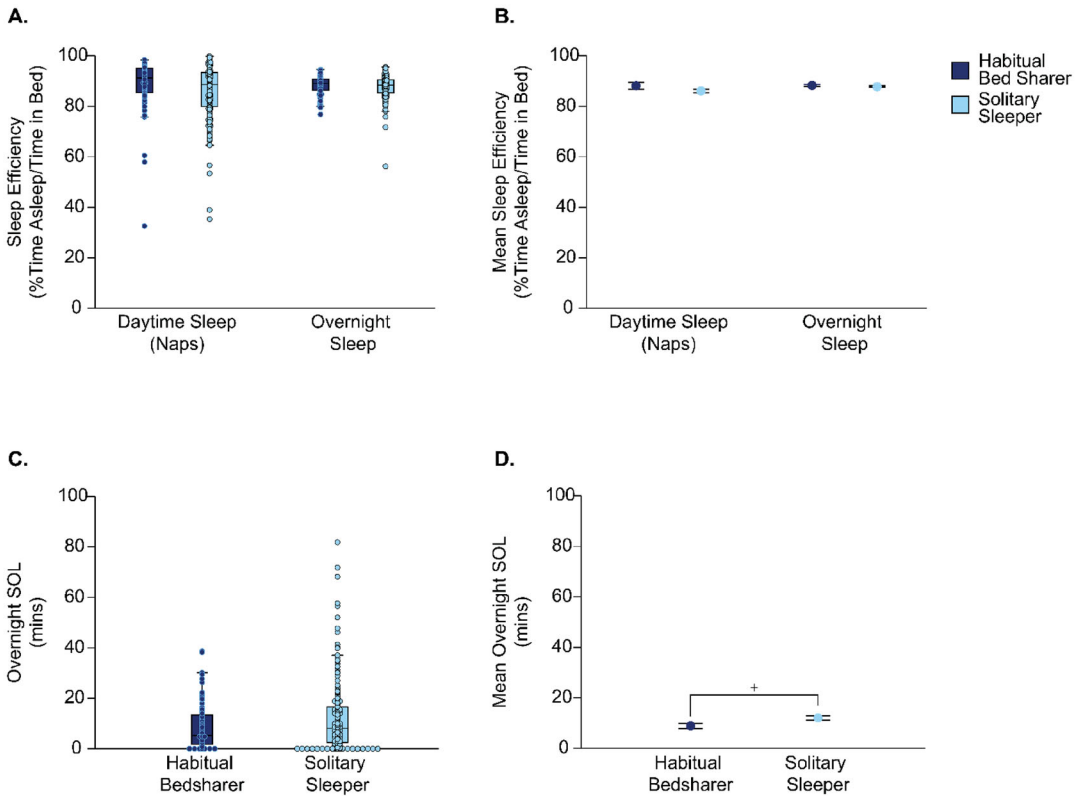 A.
Sleep Efficiency
(%Time Asleep/Time in Bed)
100
80
60
40
20
0
Daytime Sleep
(Naps)
Overnight
Sleep
B.
Mean Sleep Efficiency
(%Time Asleep/Time in Bed)
100
80
60
40
20
0
Daytime Sleep
(Naps)
Overnight
Sleep
Habitual
Bed Sharer
Solitary
Sleeper
C.
Overnight SOL
(mins)
100
80
60
40
20
0
Habitual
Bedsharer
Solitary
Sleeper
D.
Mean Overnight SOL
(mins)
100
80
60
40
20
0
+
Habitual
Bedsharer
Solitary
Sleeper